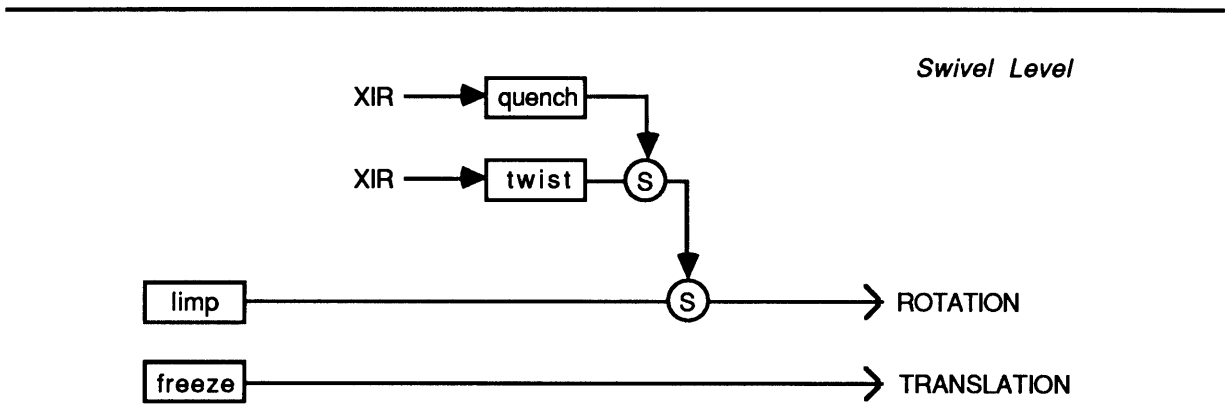 Swivel Level
XIR quench
XIR twist S
limp S ROTATION
freeze TRANSLATION